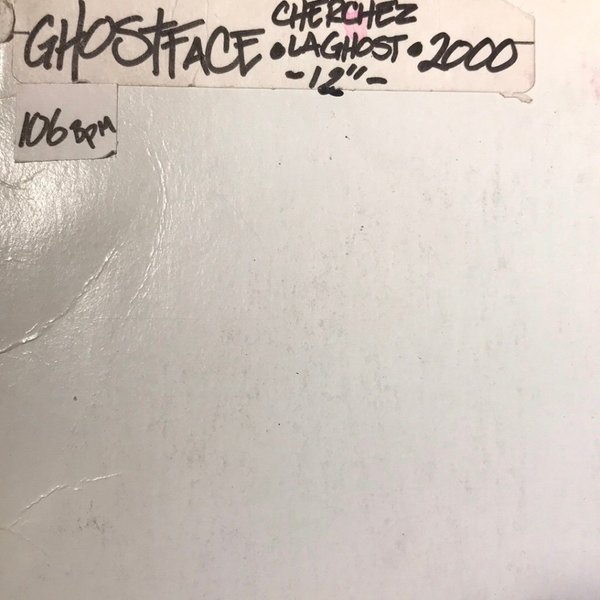 GHOSTFACE
CHERCHEZ
•LAGHOST•2000
-12"-
106 BPM